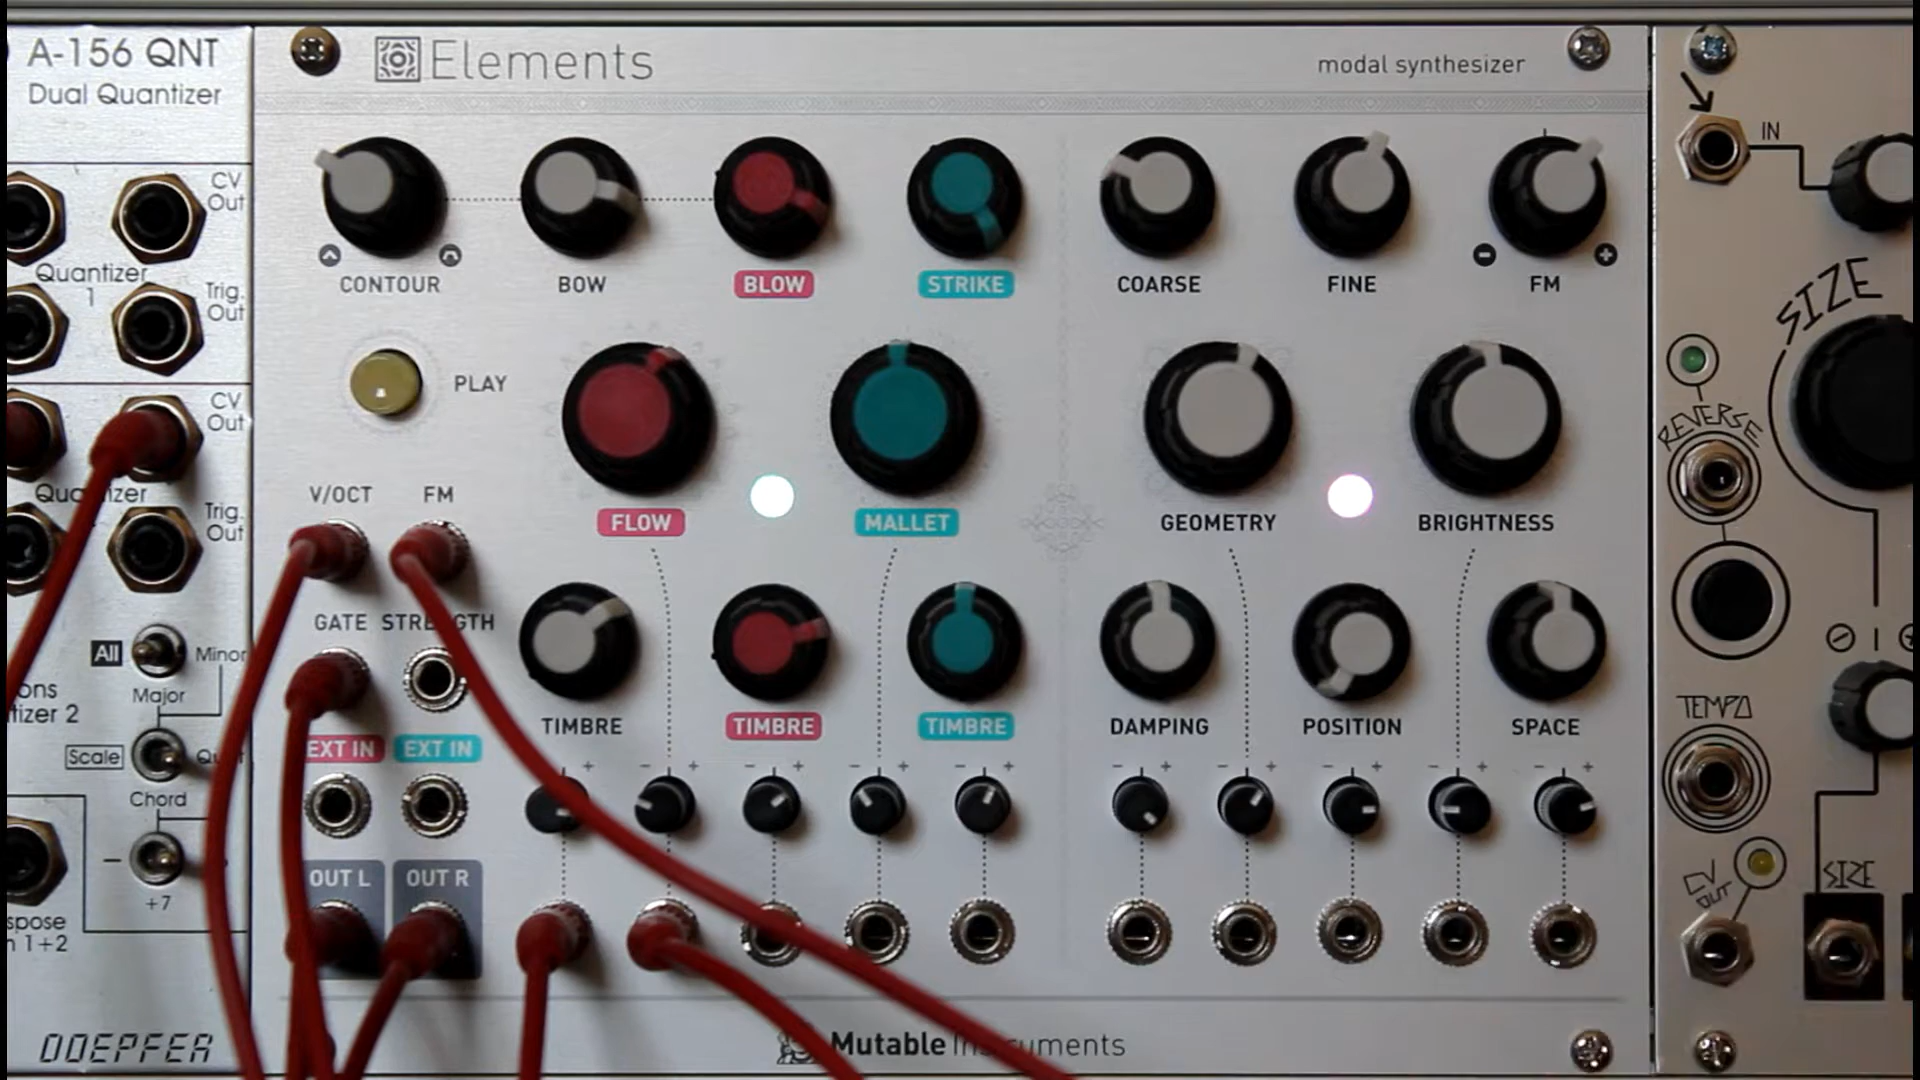 A-156 QNT
Dual Quantizer
CV
Out
Quantizer
1
Trig.
Out
CV
Out
Trig.
Out
All
Minor
Major
Scale
Chord
+7
1+2
DOEPFER
Elements
modal synthesizer
CONTOUR
BOW
BLOW
STRIKE
COARSE
FINE
FM
PLAY
V/OCT
FM
FLOW
MALLET
GEOMETRY
BRIGHTNESS
GATE
EXT IN
EXT IN
TIMBRE
TIMBRE
TIMBRE
DAMPING
POSITION
SPACE
OUT L
OUT R
Mutable
IN
SIZE
REVERSE
TEMPO
CV
OUT
SIZE